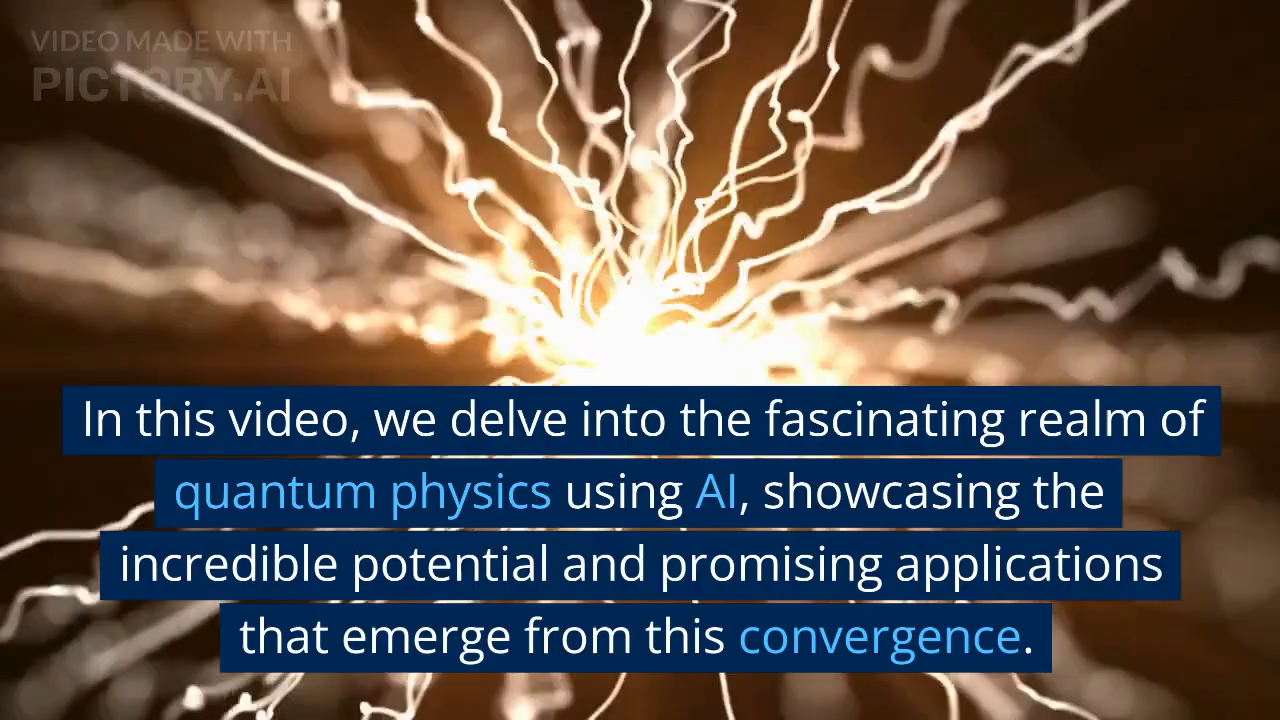 VIDEO MADE WITH
PICTORY.AI
In this video, we delve into the fascinating realm of
quantum physics using AI, showcasing the
incredible potential and promising applications
that emerge from this convergence.